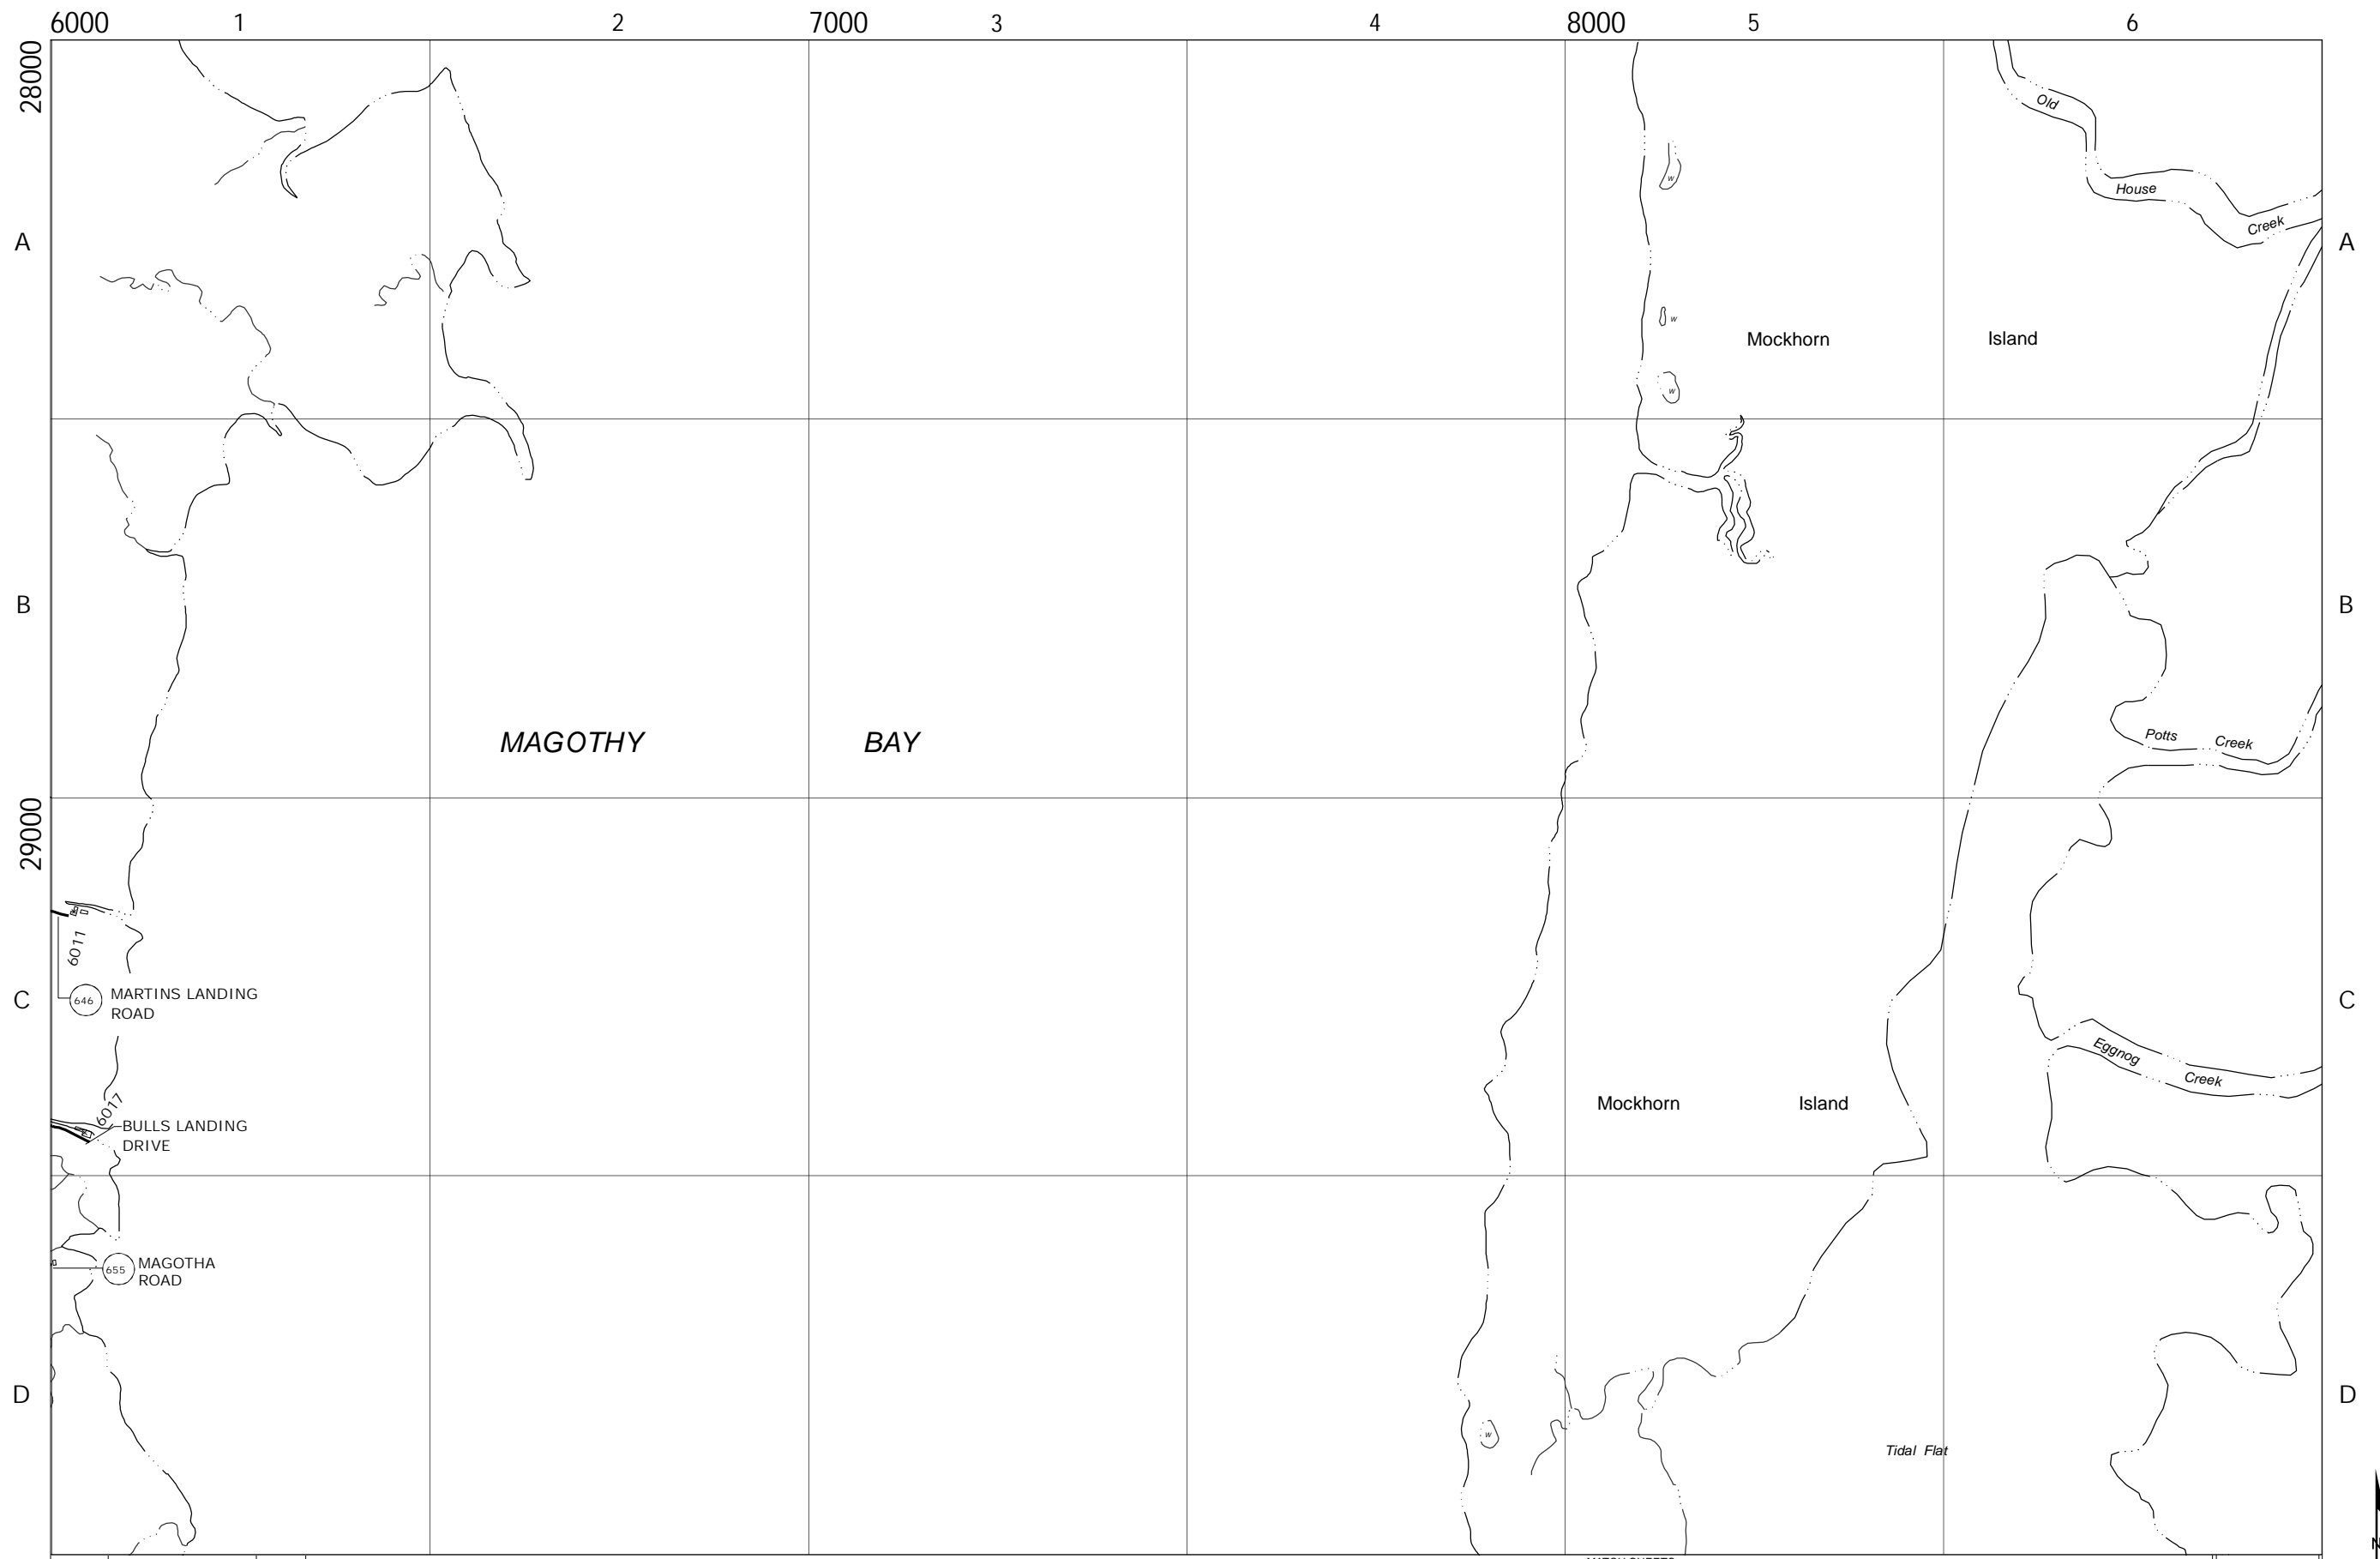 6000 1 2 7000 3 4 8000 5 6
28000
Old
House
Creek
W
A A
W
Mockhorn Island
W
B B
MAGOTHY BAY
Potts Creek
29000
6011
646 MARTINS LANDING
ROAD
C C
Eggnog
Creek
6017
Mockhorn Island
BULLS LANDING
DRIVE
655 MAGOTHA
ROAD
D D
W
Tidal Flat